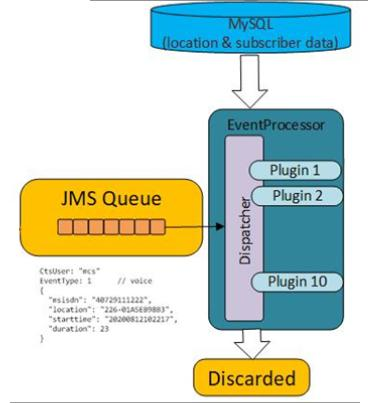 MySQL
(location & subscriber data)
EventProcessor
Plugin 1
JMS Queue
Plugin 2
Dispatcher
CtsUser: "mcs"
EventType: 1 // voice
{
"msisdn": "40729111222",
"location": "226-01A5EB9B83",
"starttime": "20200812102217",
"duration": 23
}
Plugin 10
Discarded